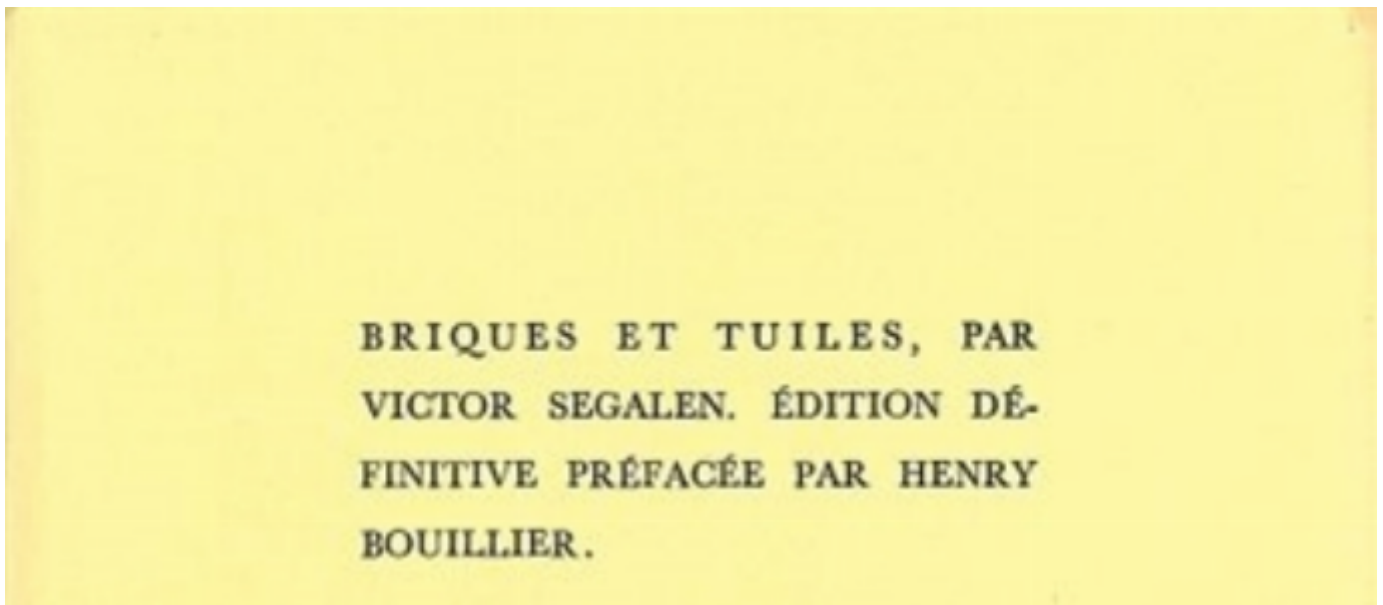 BRIQUES ET TUILES, PAR
VICTOR SEGALEN. ÉDITION DÉ-
FINITIVE PRÉFACÉE PAR HENRY
BOUILLIER.